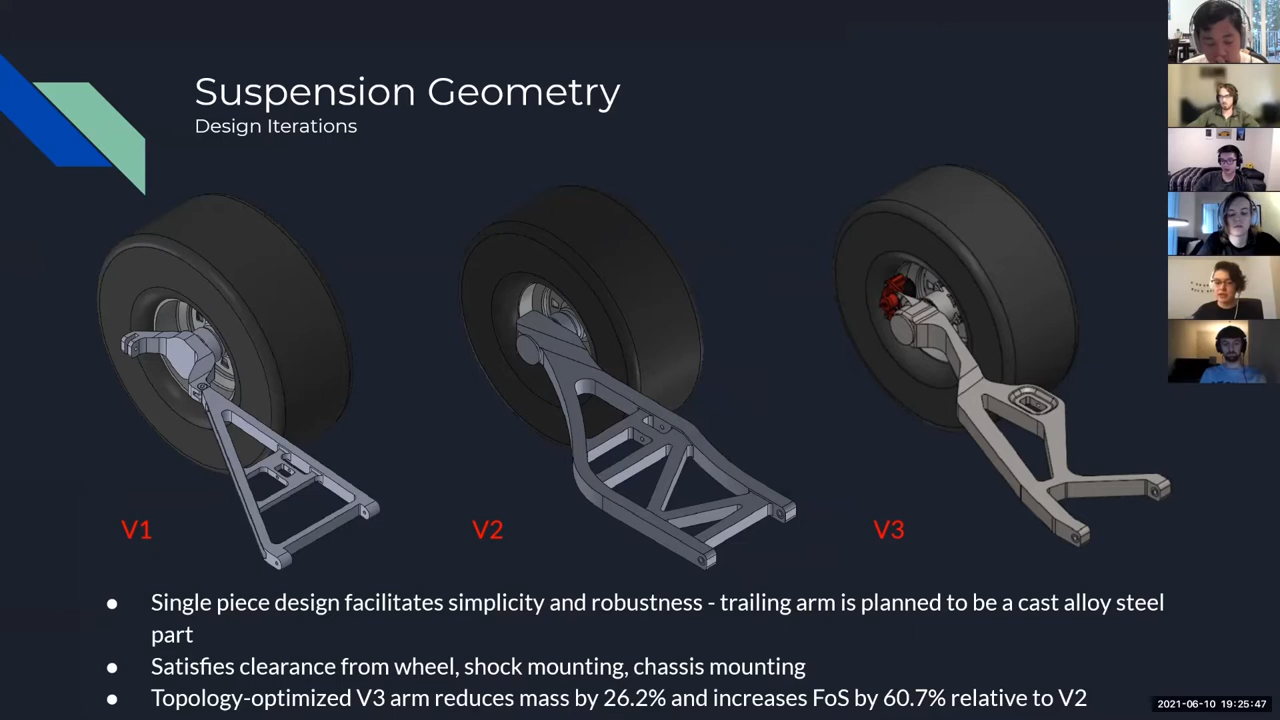 Suspension Geometry
Design Iterations
V1
V2
V3
● Single piece design facilitates simplicity and robustness - trailing arm is planned to be a cast alloy steel
part
● Satisfies clearance from wheel, shock mounting, chassis mounting
● Topology-optimized V3 arm reduces mass by 26.2% and increases FoS by 60.7% relative to V2
2021-06-10 19:25:47